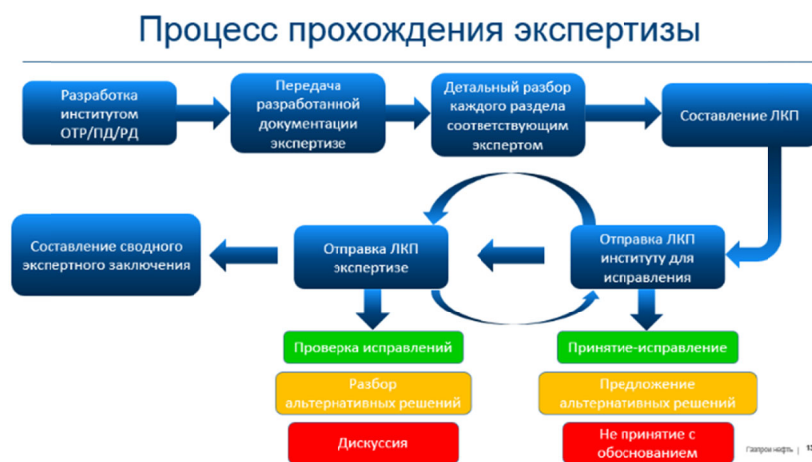 Процесс прохождения экспертизы
Разработка
институтом
ОТР/ПД/РД
Передача
разработанной
документации
экспертизе
Детальный разбор
каждого раздела
соответствующим
экспертом
Составление ЛКП
Составление сводного
экспертного заключения
Отправка ЛКП
экспертизе
Отправка ЛКП
институту для
исправления
Проверка исправлений
Принятие-исправление
Разбор
альтернативных решений
Предложение
альтернативных решений
Дискуссия
Не принятие с
обоснованием
Газпром нефть |